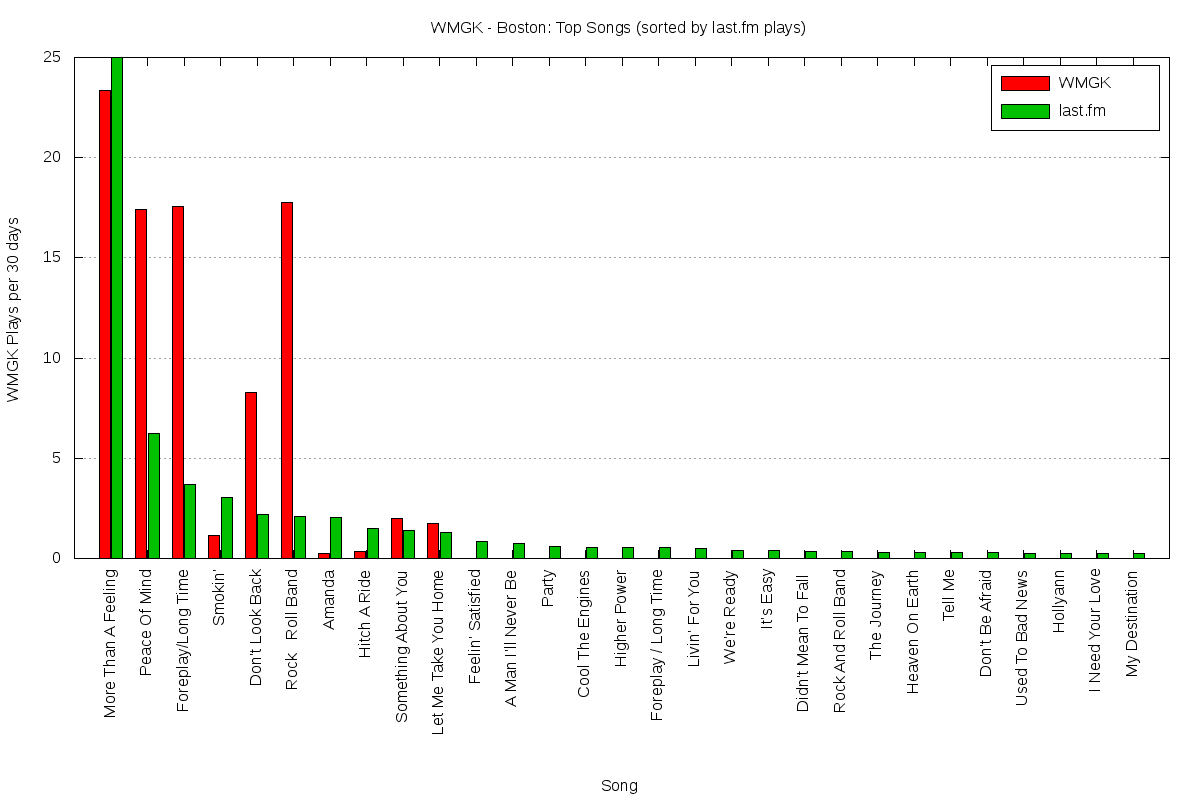 WMGK - Boston: Top Songs (sorted by last.fm plays)
WMGK
last.fm
WMGK Plays per 30 days
25
20
15
10
5
0
More Than A Feeling
Peace Of Mind
Foreplay/Long Time
Smokin'
Don't Look Back
Rock  Roll Band
Amanda
Hitch A Ride
Something About You
Let Me Take You Home
Feelin' Satisfied
A Man I'll Never Be
Party
Cool The Engines
Higher Power
Foreplay / Long Time
Livin' For You
We're Ready
It's Easy
Didn't Mean To Fall
Rock And Roll Band
The Journey
Heaven On Earth
Tell Me
Don't Be Afraid
Used To Bad News
Hollyann
I Need Your Love
My Destination
Song